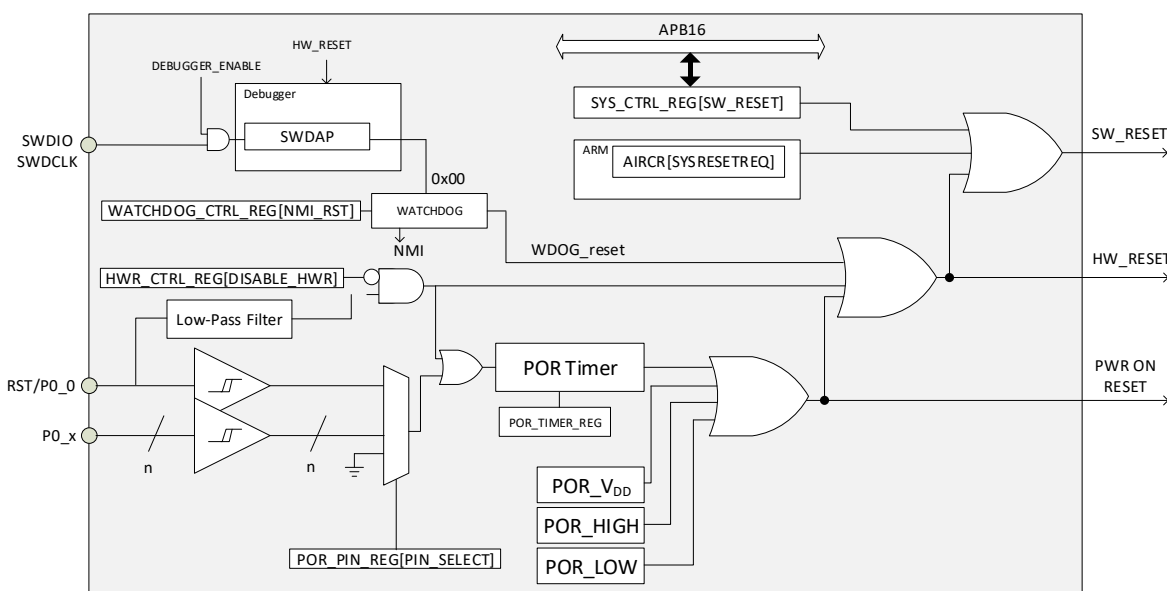 APB16
HW_RESET
DEBUGGER_ENABLE
Debugger
SYS_CTRL_REG[SW_RESET]
SWDIO
SWDCLK
SWDAP
ARM
AIRCR[SYSRESETREQ]
SW_RESET
0x00
WATCHDOG_CTRL_REG[NMI_RST]
WATCHDOG
NMI
WDOG_reset
HW_RESET
HWR_CTRL_REG[DISABLE_HWR]
Low-Pass Filter
RST/P0_0
POR Timer
PWR ON
RESET
POR_TIMER_REG
P0_x
n
n
POR_VDD
POR_HIGH
POR_LOW
POR_PIN_REG[PIN_SELECT]